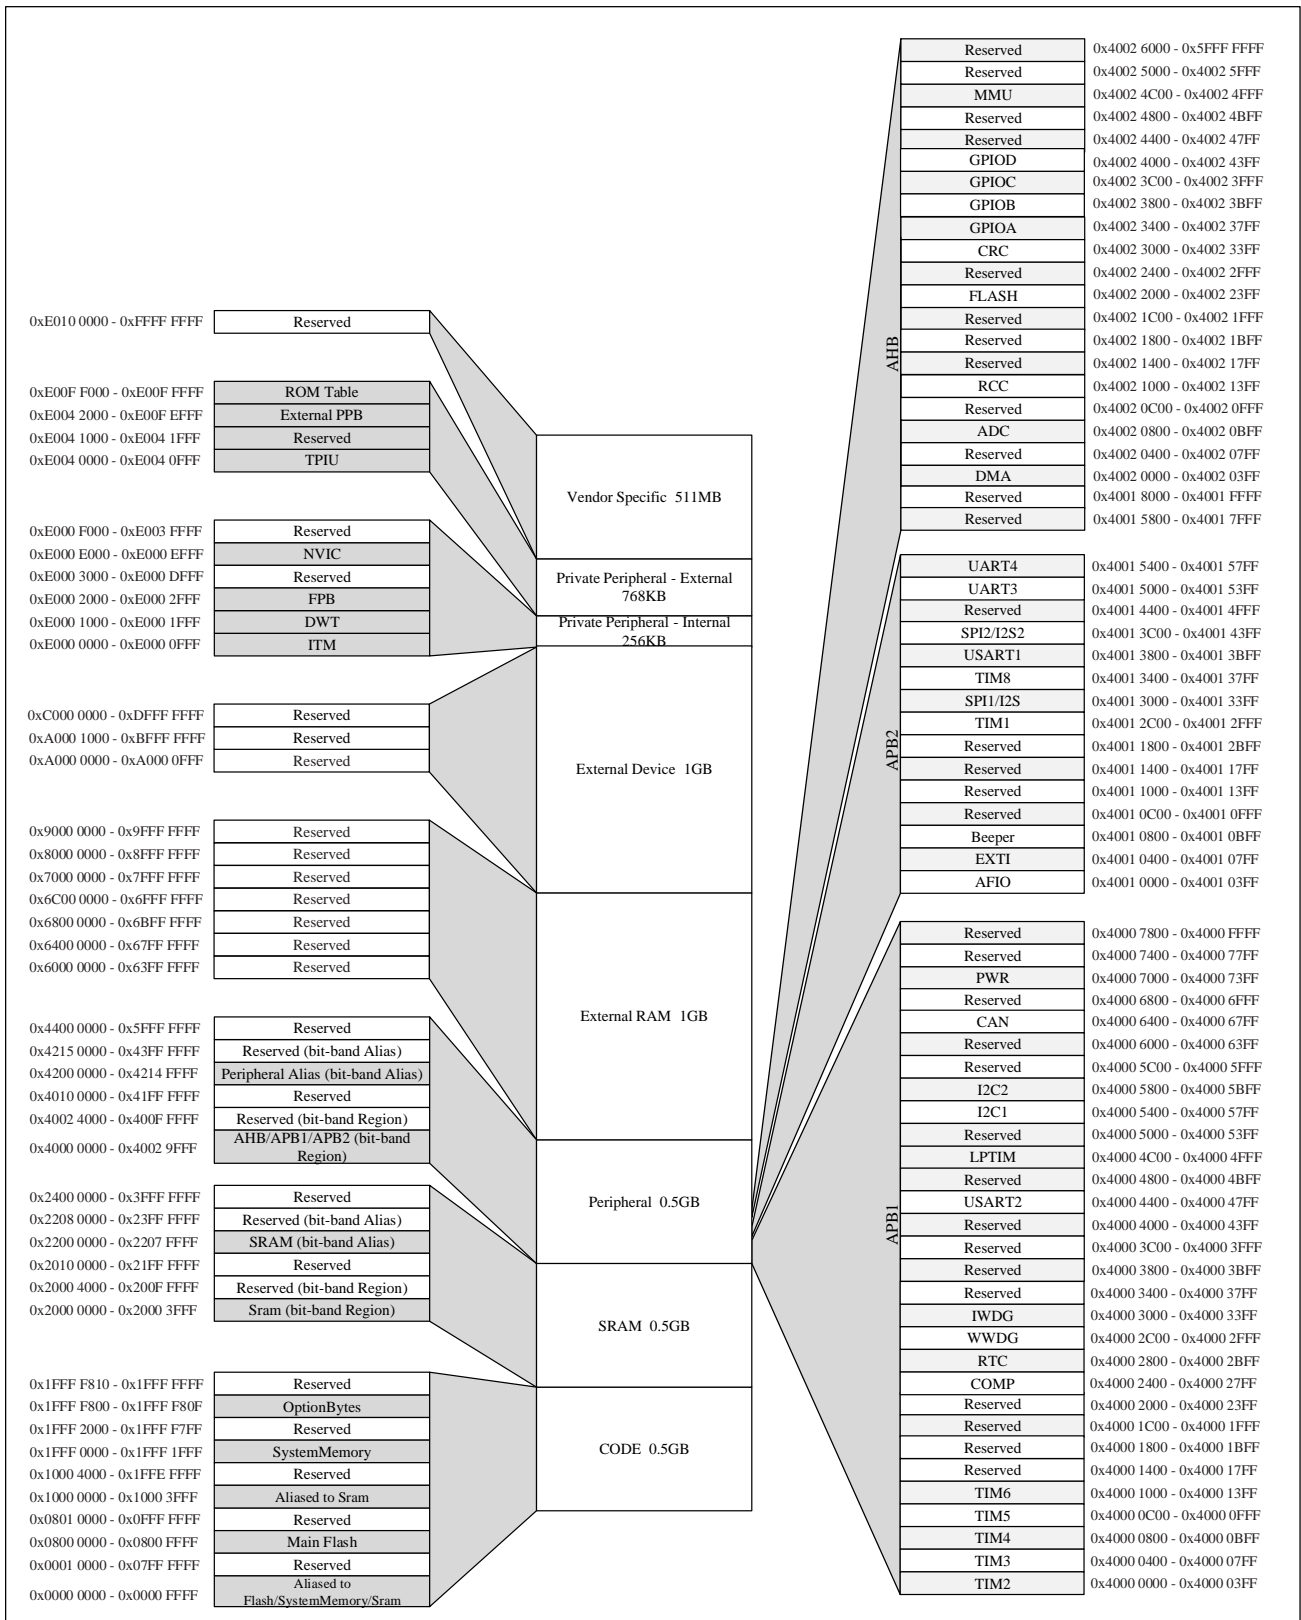 0xE010 0000 - 0xFFFF FFFF Reserved
0xE00F F000 - 0xE00F FFFF ROM Table
0xE004 2000 - 0xE00F EFFF External PPB
0xE004 1000 - 0xE004 1FFF Reserved
0xE004 0000 - 0xE004 0FFF TPIU
0xE000 F000 - 0xE003 FFFF Reserved
0xE000 E000 - 0xE000 EFFF NVIC
0xE000 3000 - 0xE000 DFFF Reserved
0xE000 2000 - 0xE000 2FFF FPB
0xE000 1000 - 0xE000 1FFF DWT
0xE000 0000 - 0xE000 0FFF ITM
0xC000 0000 - 0xDFFF FFFF Reserved
0xA000 1000 - 0xBFFF FFFF Reserved
0xA000 0000 - 0xA000 0FFF Reserved
0x9000 0000 - 0x9FFF FFFF Reserved
0x8000 0000 - 0x8FFF FFFF Reserved
0x7000 0000 - 0x7FFF FFFF Reserved
0x6C00 0000 - 0x6FFF FFFF Reserved
0x6800 0000 - 0x6BFF FFFF Reserved
0x6400 0000 - 0x67FF FFFF Reserved
0x6000 0000 - 0x63FF FFFF Reserved
0x4400 0000 - 0x5FFF FFFF Reserved
0x4215 0000 - 0x43FF FFFF Reserved (bit-band Alias)
0x4200 0000 - 0x4214 FFFF Peripheral Alias (bit-band Alias)
0x4010 0000 - 0x41FF FFFF Reserved
0x4002 4000 - 0x400F FFFF Reserved (bit-band Region)
0x4000 0000 - 0x4002 9FFF AHB/APB1/APB2 (bit-band
Region)
0x2400 0000 - 0x3FFF FFFF Reserved
0x2208 0000 - 0x23FF FFFF Reserved (bit-band Alias)
0x2200 0000 - 0x2207 FFFF SRAM (bit-band Alias)
0x2010 0000 - 0x21FF FFFF Reserved
0x2000 4000 - 0x200F FFFF Reserved (bit-band Region)
0x2000 0000 - 0x2000 3FFF Sram (bit-band Region)
0x1FFF F810 - 0x1FFF FFFF Reserved
0x1FFF F800 - 0x1FFF F80F OptionBytes
0x1FFF 2000 - 0x1FFF F7FF Reserved
0x1FFF 0000 - 0x1FFF 1FFF SystemMemory
0x1000 4000 - 0x1FFE FFFF Reserved
0x1000 0000 - 0x1000 3FFF Aliased to Sram
0x0801 0000 - 0x0FFF FFFF Reserved
0x0800 0000 - 0x0800 FFFF Main Flash
0x0001 0000 - 0x07FF FFFF Reserved
0x0000 0000 - 0x0000 FFFF Aliased to
Flash/SystemMemory/Sram
Vendor Specific 511MB
Private Peripheral - External
768KB
Private Peripheral - Internal
256KB
External Device 1GB
External RAM 1GB
Peripheral 0.5GB
SRAM 0.5GB
CODE 0.5GB
AHB
Reserved 0x4002 6000 - 0x5FFF FFFF
Reserved 0x4002 5000 - 0x4002 5FFF
MMU 0x4002 4C00 - 0x4002 4FFF
Reserved 0x4002 4800 - 0x4002 4BFF
Reserved 0x4002 4400 - 0x4002 47FF
GPIOD 0x4002 4000 - 0x4002 43FF
GPIOC 0x4002 3C00 - 0x4002 3FFF
GPIOB 0x4002 3800 - 0x4002 3BFF
GPIOA 0x4002 3400 - 0x4002 37FF
CRC 0x4002 3000 - 0x4002 33FF
Reserved 0x4002 2400 - 0x4002 2FFF
FLASH 0x4002 2000 - 0x4002 23FF
Reserved 0x4002 1C00 - 0x4002 1FFF
Reserved 0x4002 1800 - 0x4002 1BFF
Reserved 0x4002 1400 - 0x4002 17FF
RCC 0x4002 1000 - 0x4002 13FF
Reserved 0x4002 0C00 - 0x4002 0FFF
ADC 0x4002 0800 - 0x4002 0BFF
Reserved 0x4002 0400 - 0x4002 07FF
DMA 0x4002 0000 - 0x4002 03FF
Reserved 0x4001 8000 - 0x4001 FFFF
Reserved 0x4001 5800 - 0x4001 7FFF
APB2
UART4 0x4001 5400 - 0x4001 57FF
UART3 0x4001 5000 - 0x4001 53FF
Reserved 0x4001 4400 - 0x4001 4FFF
SPI2/I2S2 0x4001 3C00 - 0x4001 43FF
USART1 0x4001 3800 - 0x4001 3BFF
TIM8 0x4001 3400 - 0x4001 37FF
SPI1/I2S 0x4001 3000 - 0x4001 33FF
TIM1 0x4001 2C00 - 0x4001 2FFF
Reserved 0x4001 1800 - 0x4001 2BFF
Reserved 0x4001 1400 - 0x4001 17FF
Reserved 0x4001 1000 - 0x4001 13FF
Reserved 0x4001 0C00 - 0x4001 0FFF
Beeper 0x4001 0800 - 0x4001 0BFF
EXTI 0x4001 0400 - 0x4001 07FF
AFIO 0x4001 0000 - 0x4001 03FF
APB1
Reserved 0x4000 7800 - 0x4000 FFFF
Reserved 0x4000 7400 - 0x4000 77FF
PWR 0x4000 7000 - 0x4000 73FF
Reserved 0x4000 6800 - 0x4000 6FFF
CAN 0x4000 6400 - 0x4000 67FF
Reserved 0x4000 6000 - 0x4000 63FF
Reserved 0x4000 5C00 - 0x4000 5FFF
I2C2 0x4000 5800 - 0x4000 5BFF
I2C1 0x4000 5400 - 0x4000 57FF
Reserved 0x4000 5000 - 0x4000 53FF
LPTIM 0x4000 4C00 - 0x4000 4FFF
Reserved 0x4000 4800 - 0x4000 4BFF
USART2 0x4000 4400 - 0x4000 47FF
Reserved 0x4000 4000 - 0x4000 43FF
Reserved 0x4000 3C00 - 0x4000 3FFF
Reserved 0x4000 3800 - 0x4000 3BFF
Reserved 0x4000 3400 - 0x4000 37FF
IWDG 0x4000 3000 - 0x4000 33FF
WWDG 0x4000 2C00 - 0x4000 2FFF
RTC 0x4000 2800 - 0x4000 2BFF
COMP 0x4000 2400 - 0x4000 27FF
Reserved 0x4000 2000 - 0x4000 23FF
Reserved 0x4000 1C00 - 0x4000 1FFF
Reserved 0x4000 1800 - 0x4000 1BFF
Reserved 0x4000 1400 - 0x4000 17FF
TIM6 0x4000 1000 - 0x4000 13FF
TIM5 0x4000 0C00 - 0x4000 0FFF
TIM4 0x4000 0800 - 0x4000 0BFF
TIM3 0x4000 0400 - 0x4000 07FF
TIM2 0x4000 0000 - 0x4000 03FF